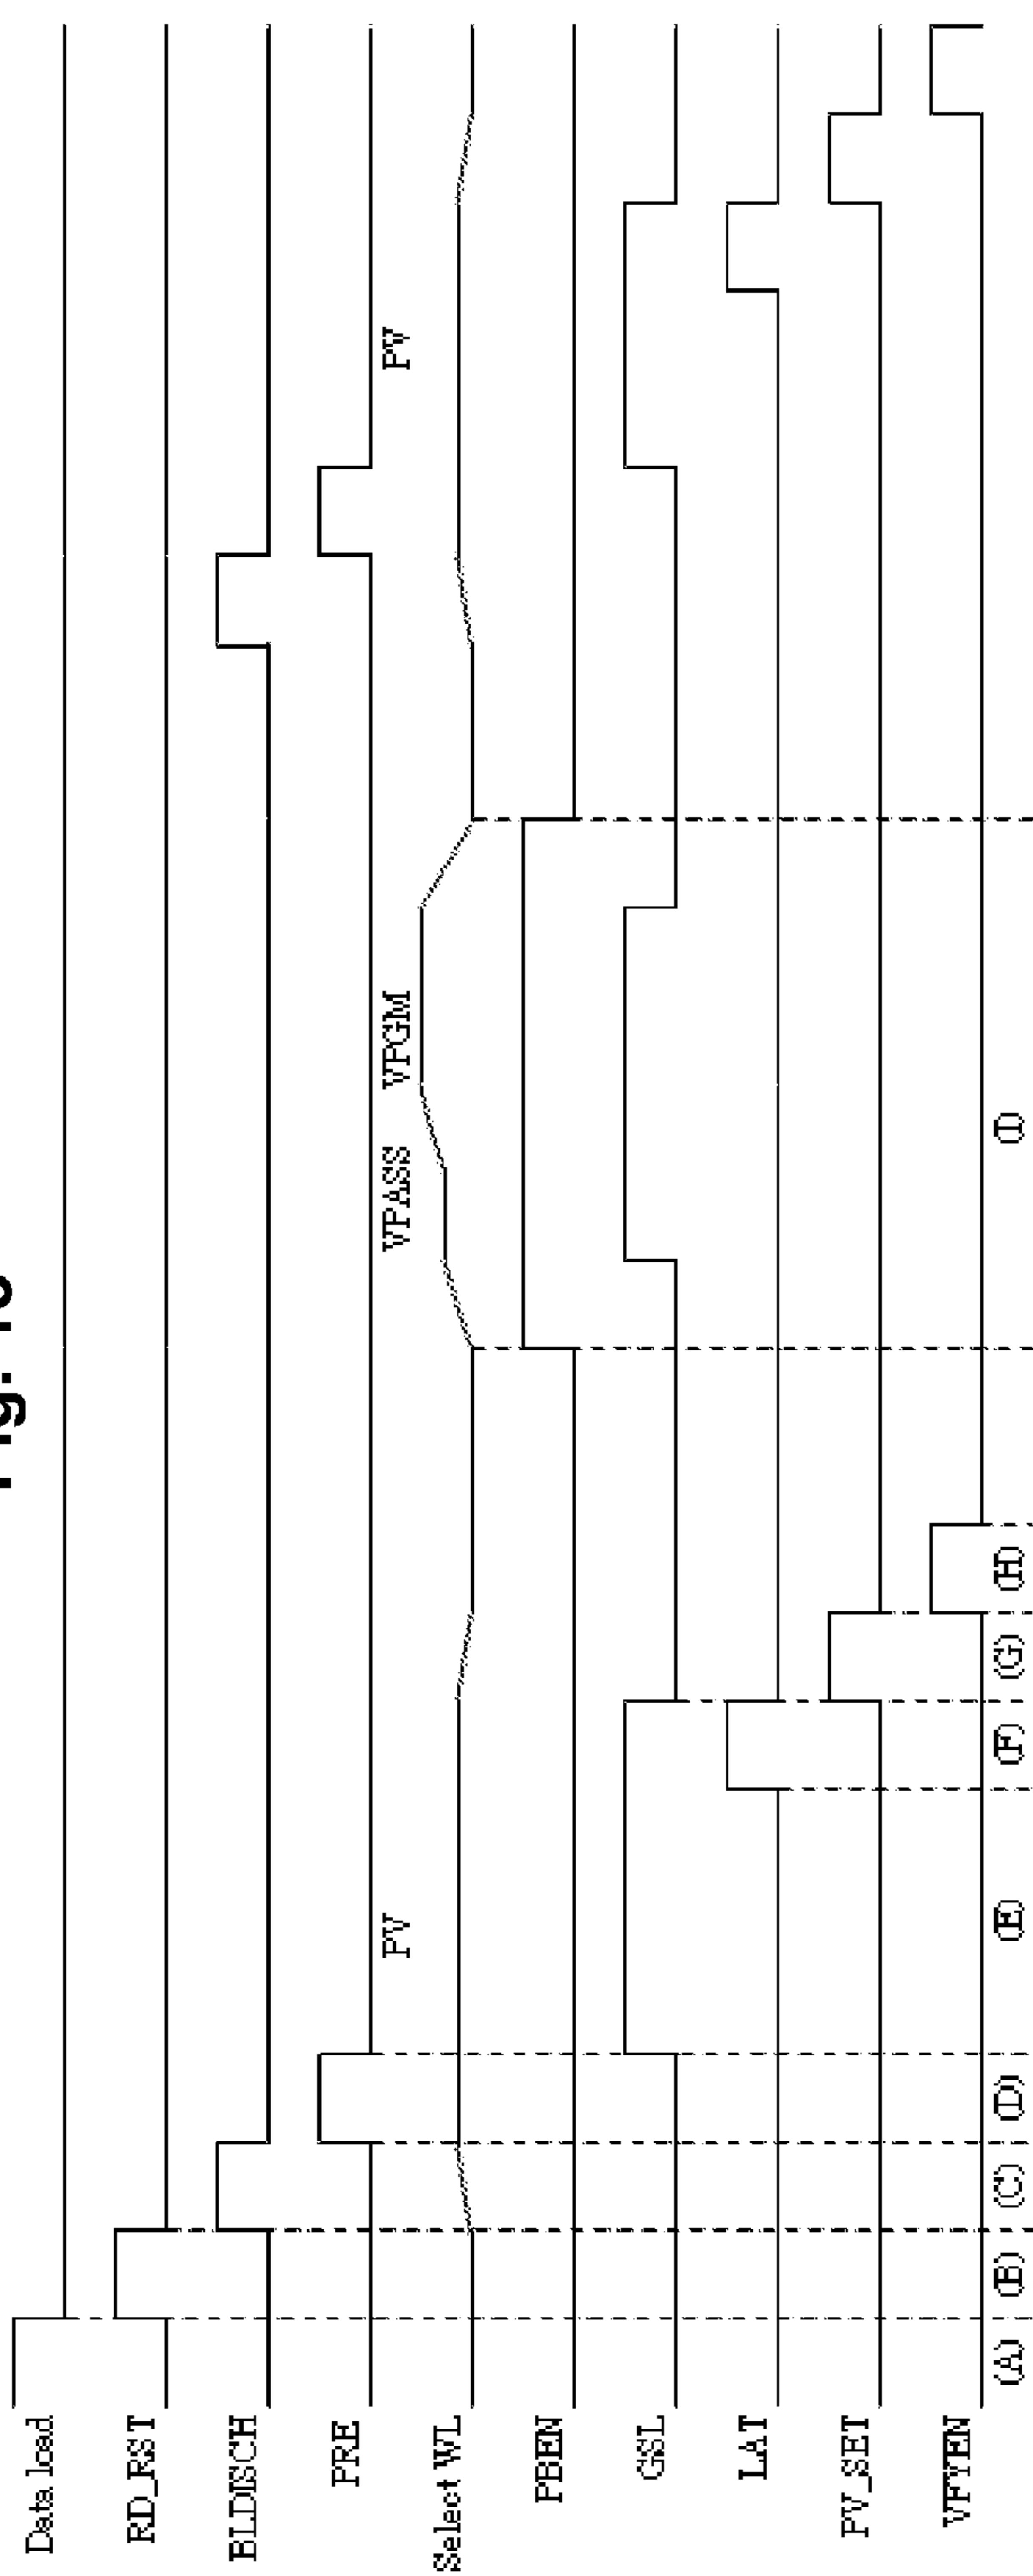 Data load
RD_RST
BLDISCH
PRE
PV
VPASS
VPGM
PV
Select WL
PBEN
GSL
LAT
PV_SET
VFYEN
(A)
(B)
(C)
(D)
(E)
(F)
(G)
(H)
(I)